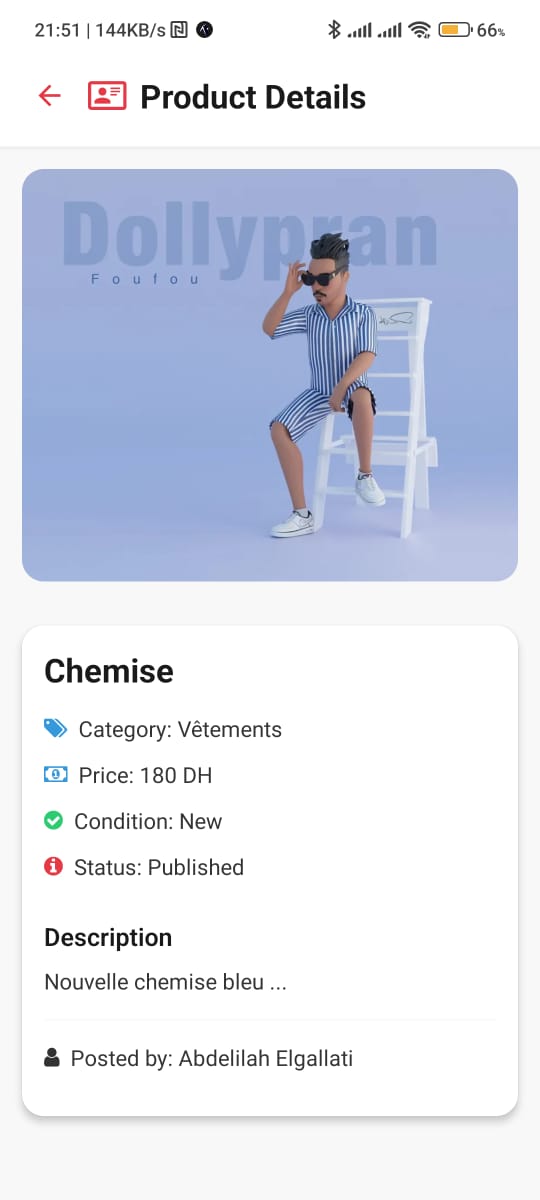 21:51 | 144KB/s
66%
Product Details
Dollypran
Foufou
Chemise
Category: Vêtements
Price: 180 DH
Condition: New
Status: Published
Description
Nouvelle chemise bleu ...
Posted by: Abdelilah Elgallati